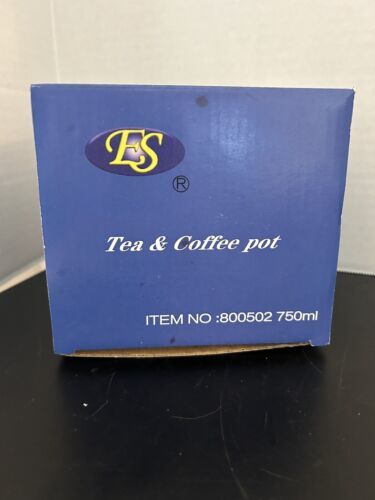 ES
®
Tea & Coffee pot
ITEM NO :800502 750ml